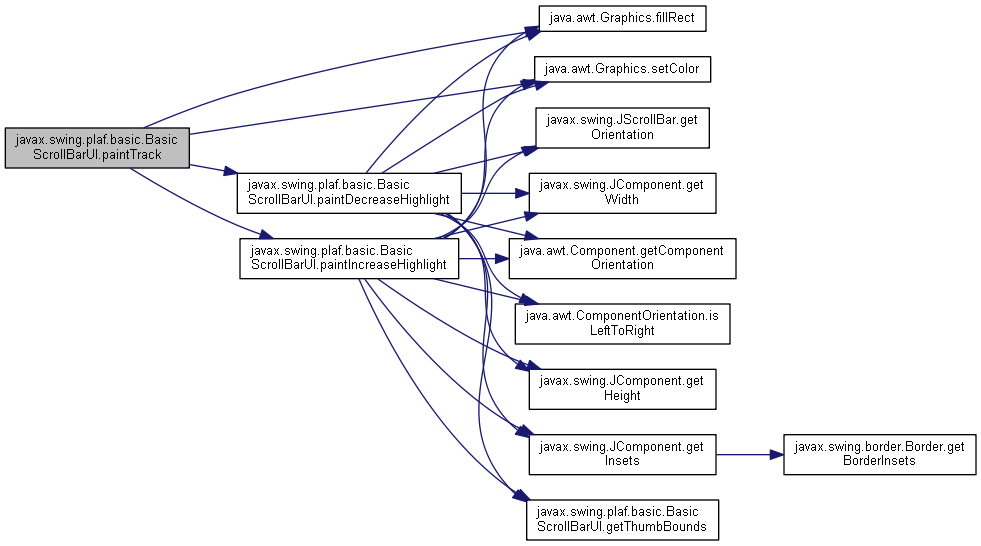 javax.swing.plaf.basic.Basic
ScrollBarUI.paintTrack
javax.swing.plaf.basic.Basic
ScrollBarUI.paintDecreaseHighlight
javax.swing.plaf.basic.Basic
ScrollBarUI.paintIncreaseHighlight
java.awt.Graphics.fillRect
java.awt.Graphics.setColor
javax.swing.JScrollBar.get
Orientation
javax.swing.JComponent.get
Width
java.awt.Component.getComponent
Orientation
java.awt.ComponentOrientation.is
LeftToRight
javax.swing.JComponent.get
Height
javax.swing.JComponent.get
Insets
javax.swing.plaf.basic.Basic
ScrollBarUI.getThumbBounds
javax.swing.border.Border.get
BorderInsets